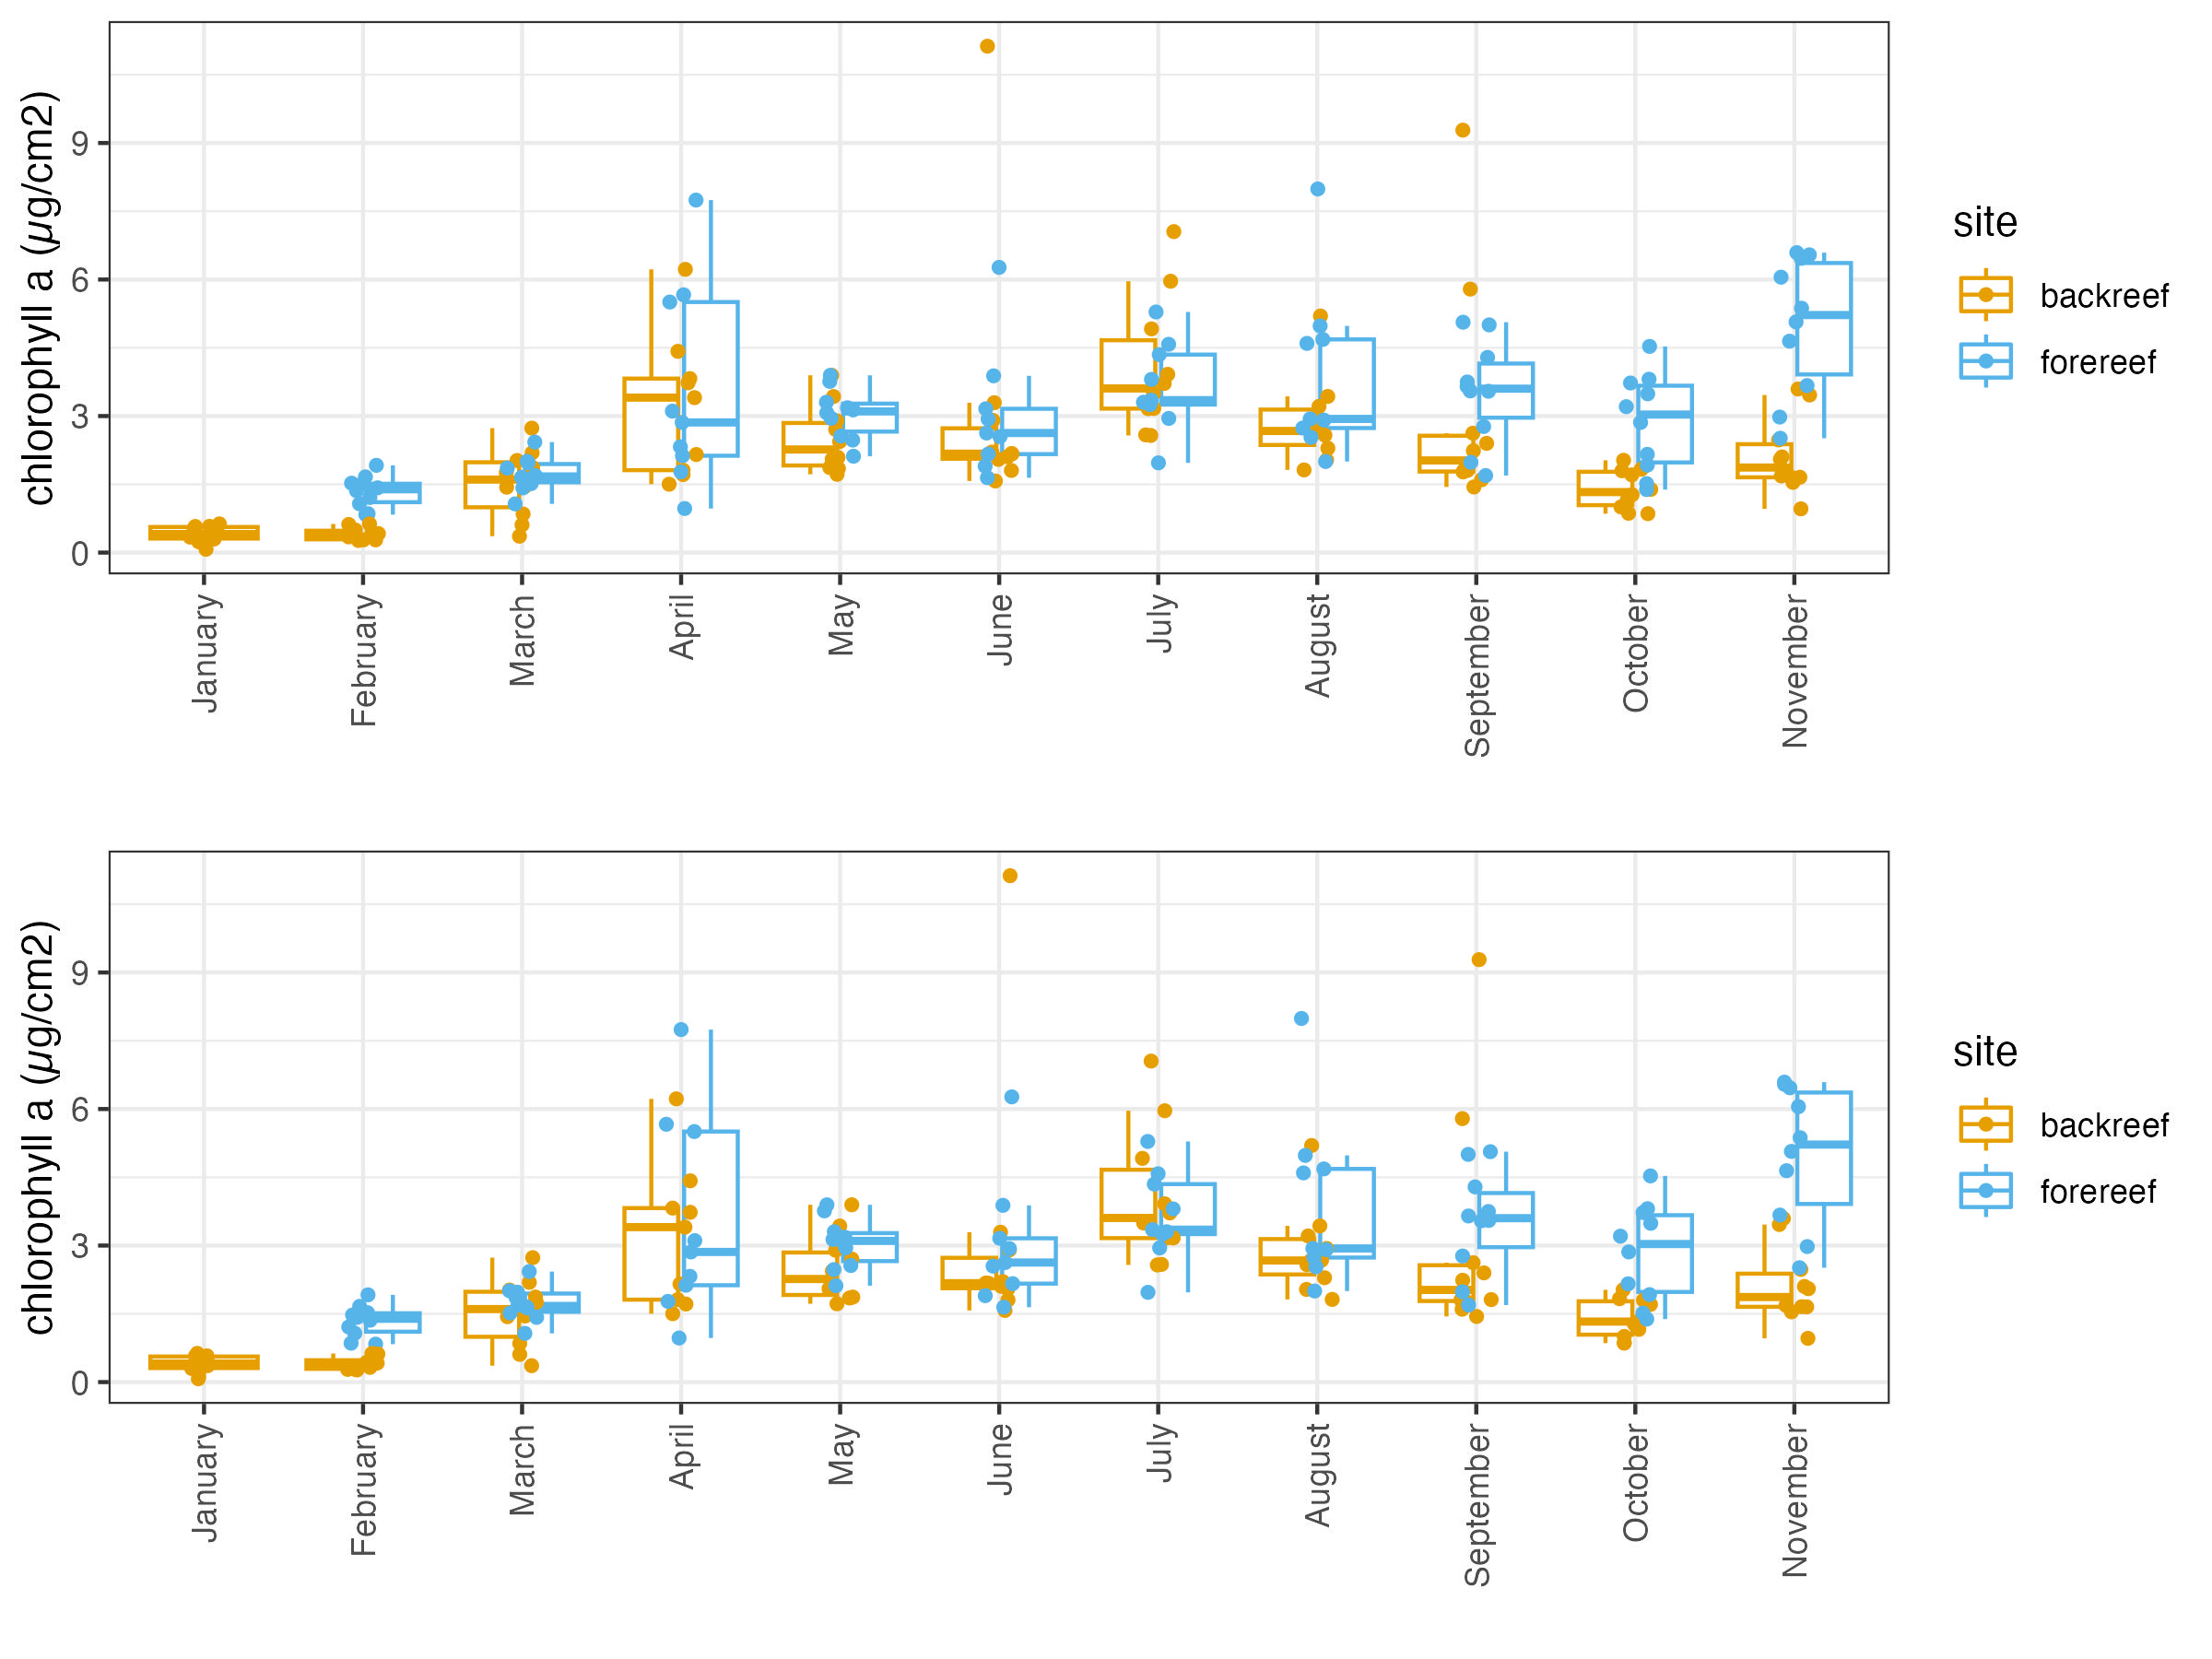 chlorophyll a (µg/cm2)
9
6
3
0
January
February
March
April
May
June
July
August
September
October
November
site
backreef
forereef
chlorophyll a (µg/cm2)
9
6
3
0
January
February
March
April
May
June
July
August
September
October
November
site
backreef
forereef